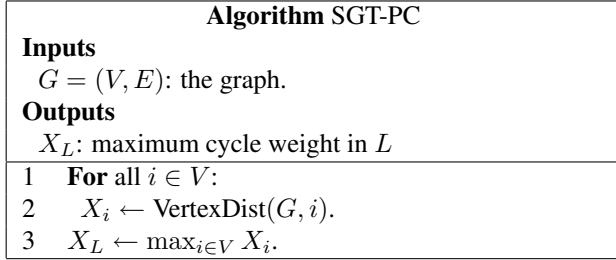 Algorithm SGT-PC
Inputs
G = (V, E): the graph.
Outputs
X_L: maximum cycle weight in L
1 For all i ∈ V:
2 X_i ← VertexDist(G, i).
3 X_L ← max_{i∈V} X_i.